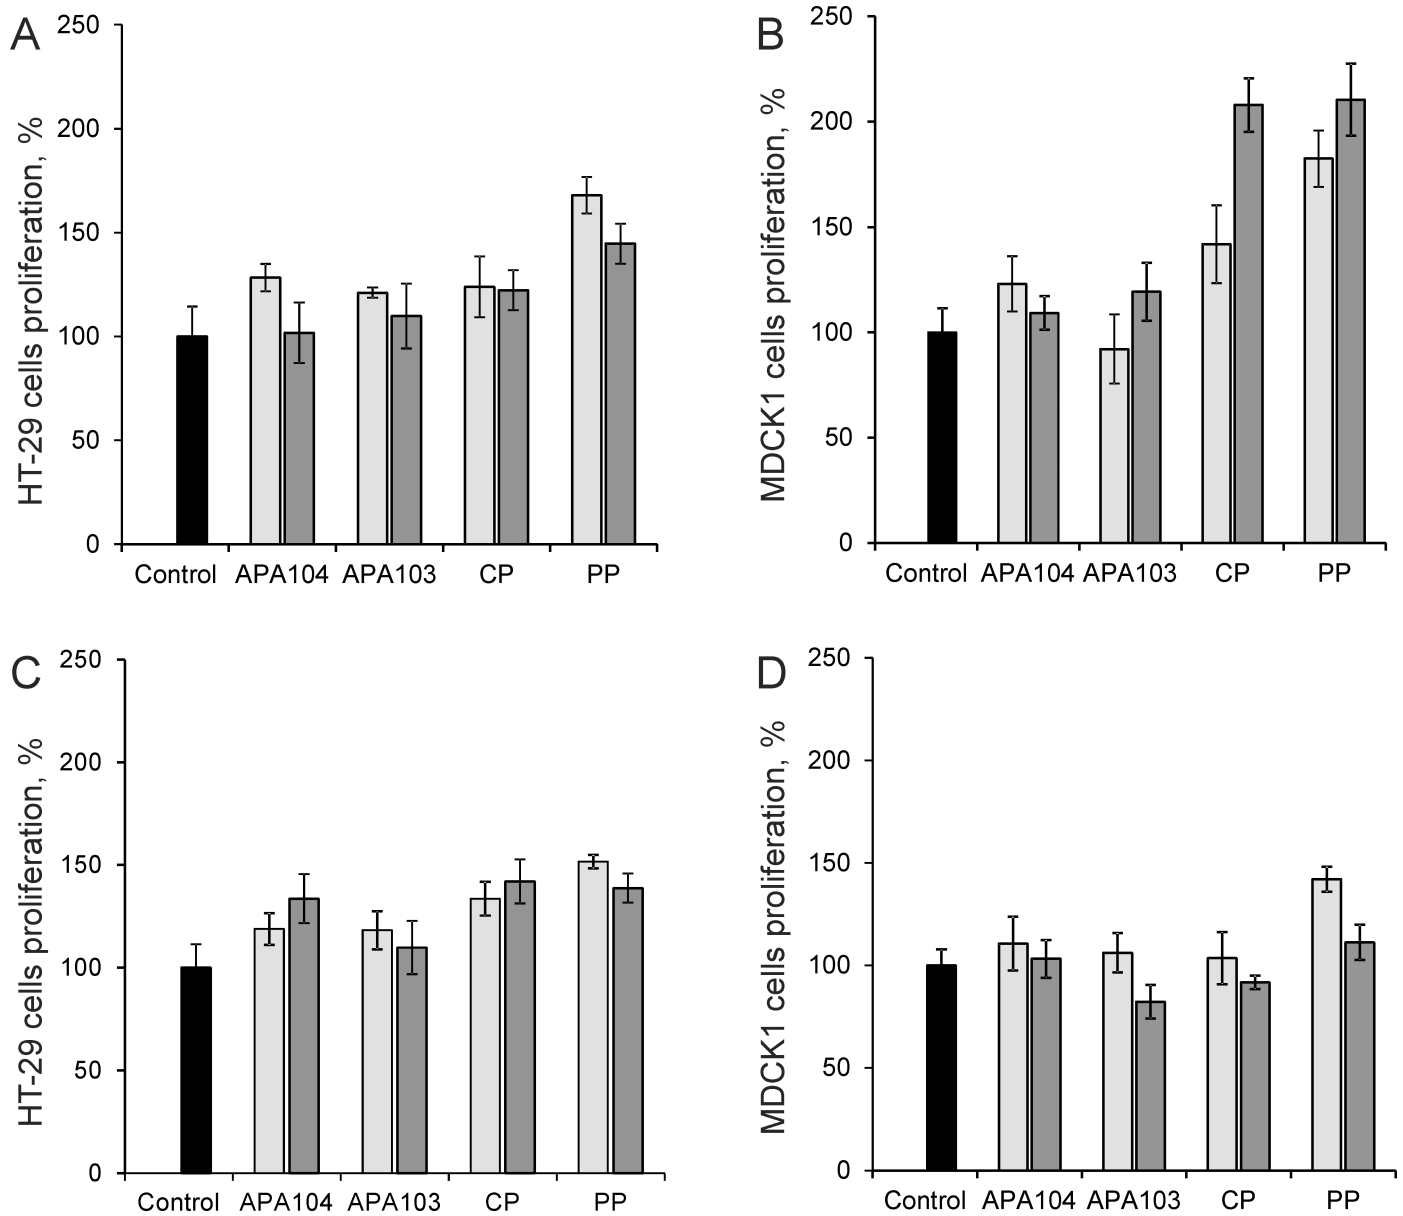 A
HT-29 cells proliferation, %
250
200
150
100
50
0
Control APA104 APA103 CP PP
B
MDCK1 cells proliferation, %
250
200
150
100
50
0
Control APA104 APA103 CP PP
C
HT-29 cells proliferation, %
250
200
150
100
50
0
Control APA104 APA103 CP PP
D
MDCK1 cells proliferation, %
250
200
150
100
50
0
Control APA104 APA103 CP PP